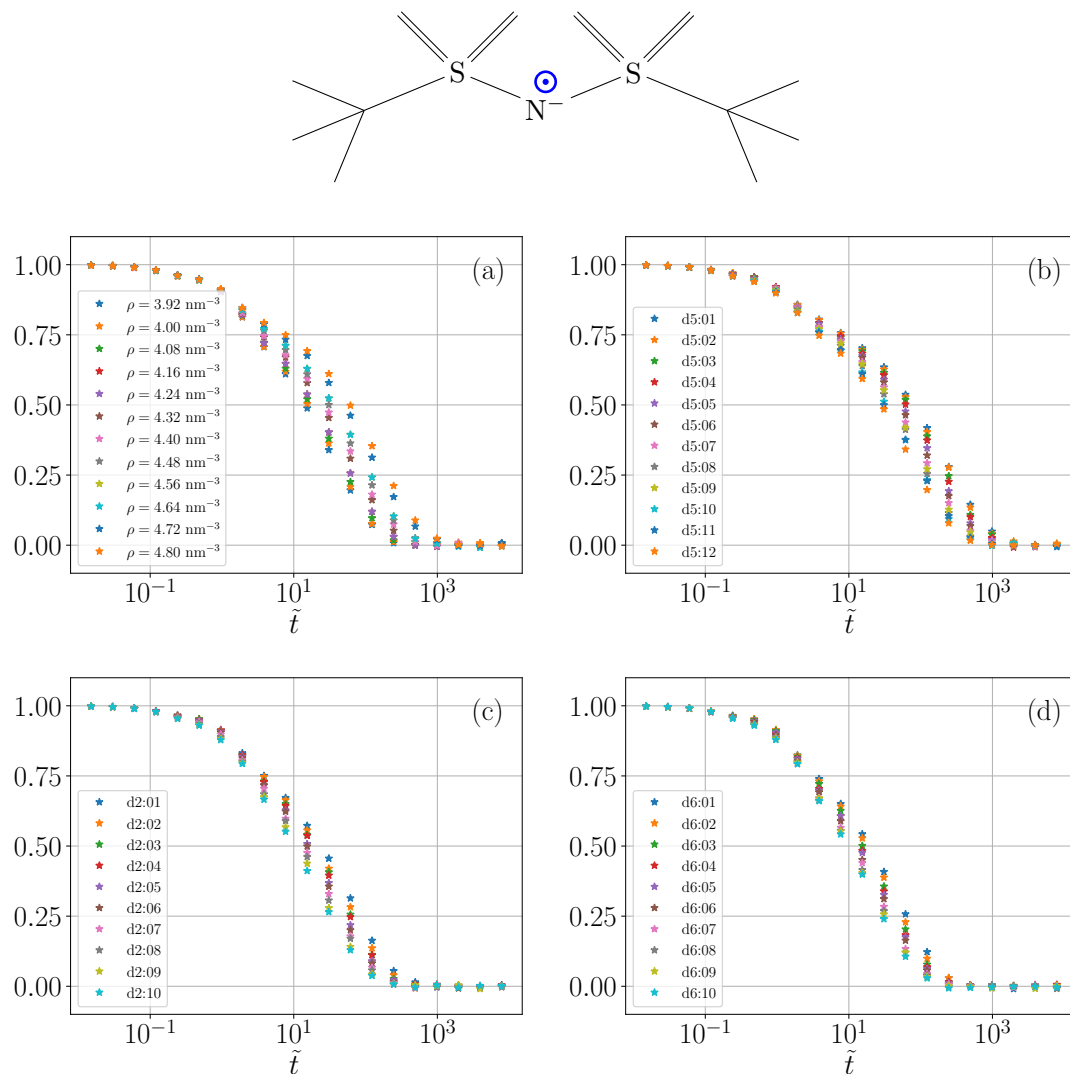 S S
N⁻
(a)
1.00
0.75
0.50
0.25
0.00
ρ = 3.92 nm⁻³
ρ = 4.00 nm⁻³
ρ = 4.08 nm⁻³
ρ = 4.16 nm⁻³
ρ = 4.24 nm⁻³
ρ = 4.32 nm⁻³
ρ = 4.40 nm⁻³
ρ = 4.48 nm⁻³
ρ = 4.56 nm⁻³
ρ = 4.64 nm⁻³
ρ = 4.72 nm⁻³
ρ = 4.80 nm⁻³
10⁻¹ 10¹ 10³
t̃
(b)
1.00
0.75
0.50
0.25
0.00
d5:01
d5:02
d5:03
d5:04
d5:05
d5:06
d5:07
d5:08
d5:09
d5:10
d5:11
d5:12
10⁻¹ 10¹ 10³
t̃
(c)
1.00
0.75
0.50
0.25
0.00
d2:01
d2:02
d2:03
d2:04
d2:05
d2:06
d2:07
d2:08
d2:09
d2:10
10⁻¹ 10¹ 10³
t̃
(d)
1.00
0.75
0.50
0.25
0.00
d6:01
d6:02
d6:03
d6:04
d6:05
d6:06
d6:07
d6:08
d6:09
d6:10
10⁻¹ 10¹ 10³
t̃